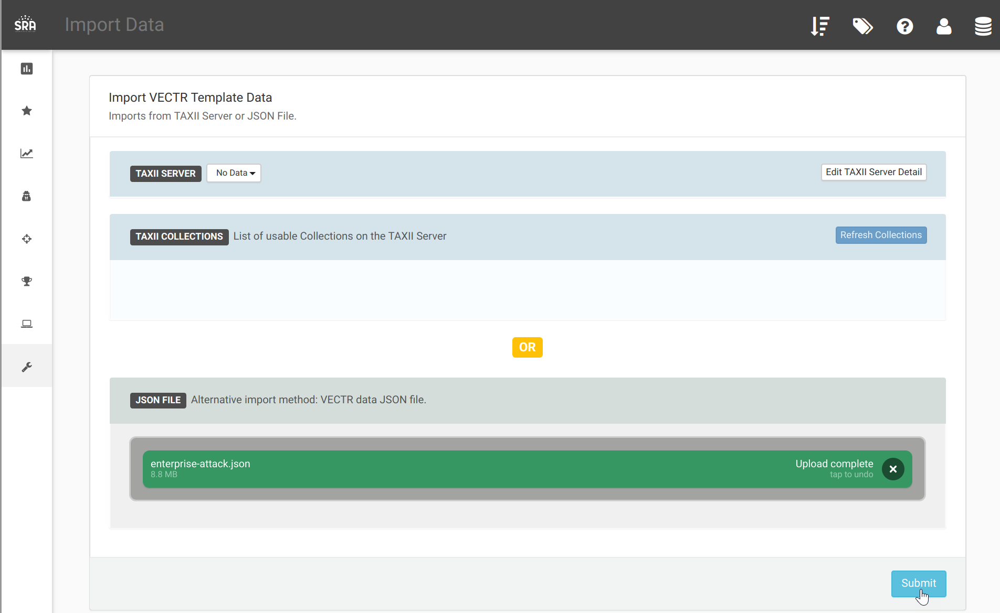 SRA
Import Data
Import VECTR Template Data
Imports from TAXII Server or JSON File.
TAXII SERVER No Data Edit TAXII Server Detail
TAXII COLLECTIONS List of usable Collections on the TAXII Server Refresh Collections
OR
JSON FILE Alternative import method: VECTR data JSON file.
enterprise-attack.json Upload complete
8.8 MB tap to undo
Submit